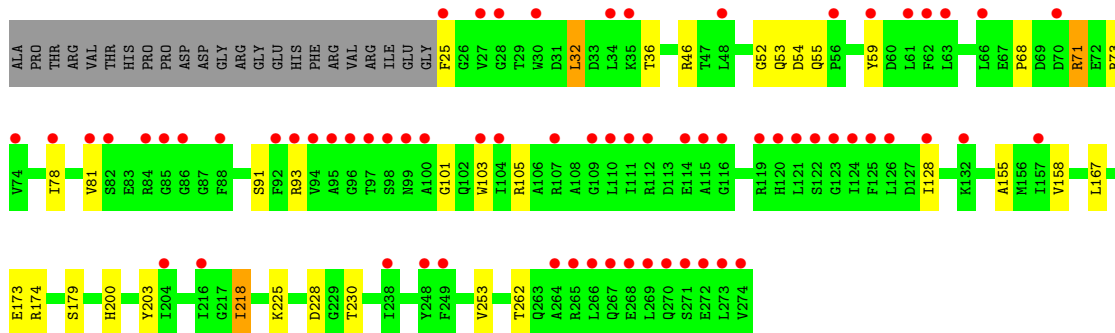 ALA PRO THR ARG VAL THR HIS PRO PRO ASP ASP GLY ARG GLY GLU HIS PHE ARG VAL ARG ILE GLU GLY F25 G26 V27 G28 T29 W30 D31 L32 D33 L34 K35 T36 R46 T47 L48 G52 Q53 D54 Q55 P56 Y59 D60 L61 F62 L63 L66 E67 P68 D69 D70 R71 E72
V74 I78 V81 S82 E83 R84 G85 G86 G87 F88 S91 F92 R93 V94 A95 G96 T97 S98 N99 A100 G101 Q102 W103 I104 R105 A106 R107 A108 G109 L110 I111 R112 D113 E114 A115 G116 R119 H120 L121 S122 G123 I124 F125 L126 D127 I128 K132 A155 M156 I157 V158 L167
E173 R174 S179 H200 Y203 I204 I216 G217 I218 K225 D228 G229 T230 I238 Y248 F249 V253 T262 Q263 A264 R265 L266 Q267 E268 L269 Q270 S271 E272 L273 V274